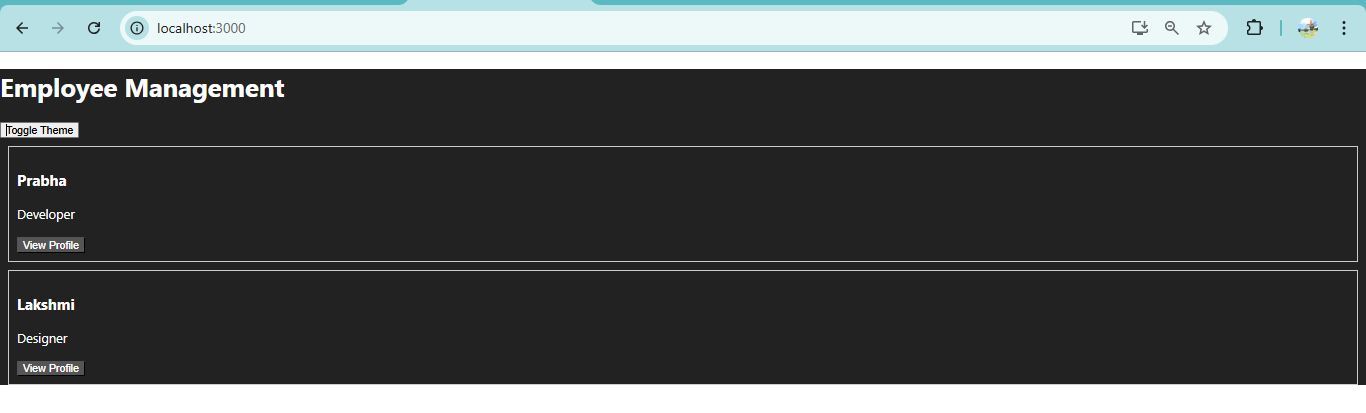 localhost:3000
Employee Management
Toggle Theme
Prabha
Developer
View Profile
Lakshmi
Designer
View Profile